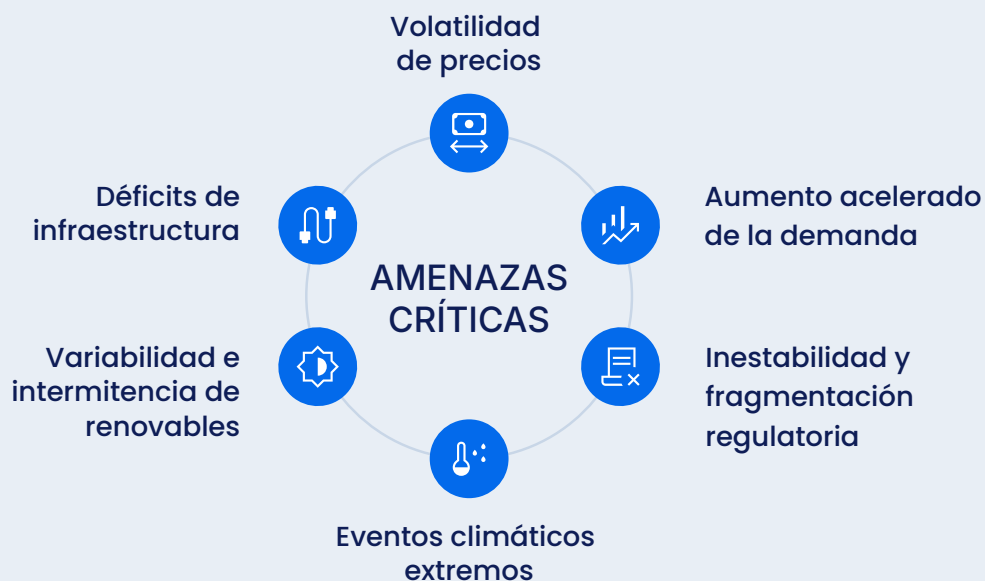 Volatilidad
de precios
Déficits de
infraestructura
Aumento acelerado
de la demanda
AMENAZAS
CRÍTICAS
Variabilidad e
intermitencia de
renovables
Inestabilidad y
fragmentación
regulatoria
Eventos climáticos
extremos